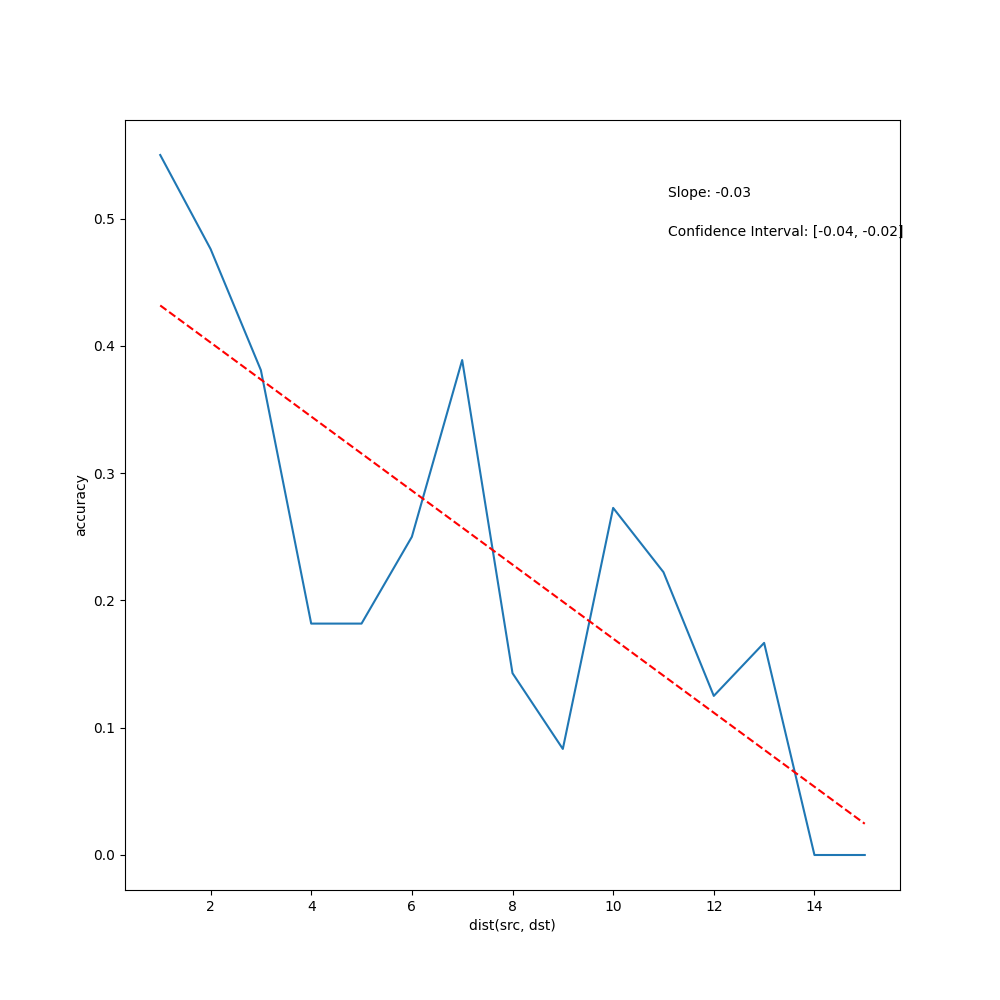 Slope: -0.03
Confidence Interval: [-0.04, -0.02]
0.5
0.4
0.3
0.2
0.1
0.0
accuracy
2 4 6 8 10 12 14
dist(src, dst)